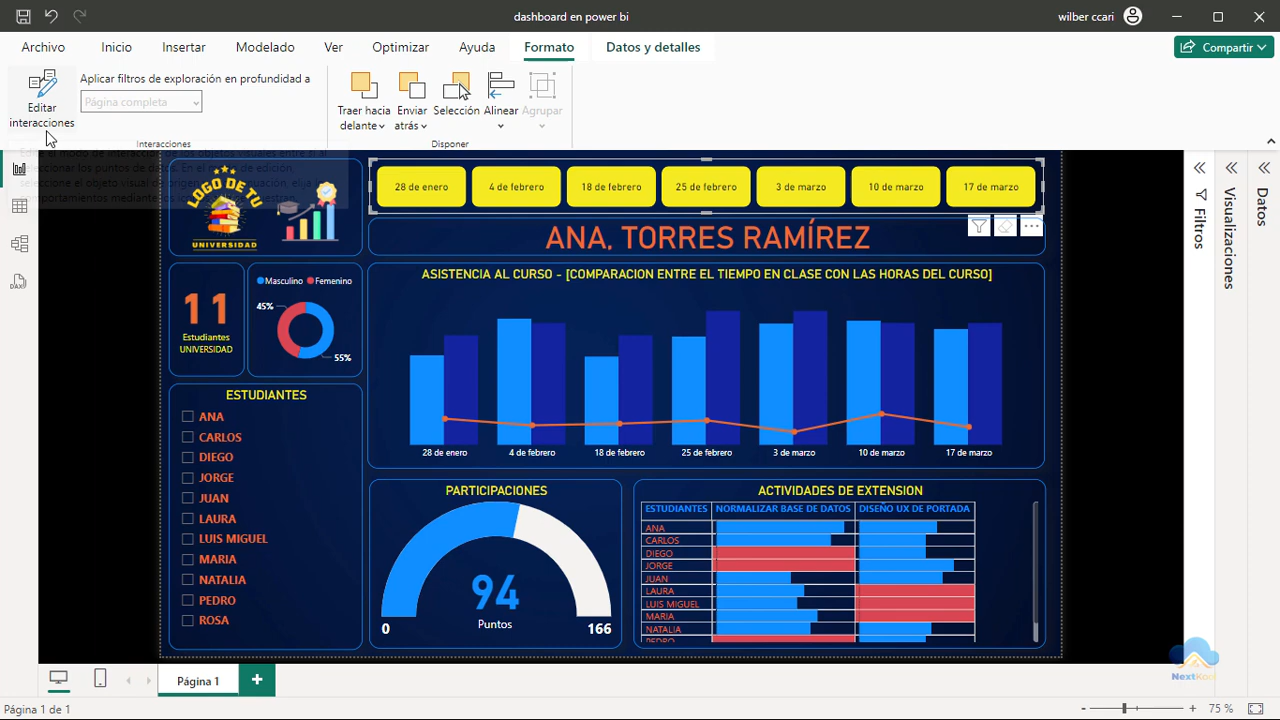 dashboard en power bi
wilber ccari
Archivo
Inicio
Insertar
Modelado
Ver
Optimizar
Ayuda
Formato
Datos y detalles
Compartir
Editar
interacciones
Aplicar filtros de exploración en profundidad a
Página completa
Interacciones
Traer hacia
delante
Enviar
atrás
Selección
Alinear
Agrupar
Disponer
LOGO DE TU
UNIVERSIDAD
28 de enero
4 de febrero
18 de febrero
25 de febrero
3 de marzo
10 de marzo
17 de marzo
ANA, TORRES RAMÍREZ
Filtros
Visualizaciones
Datos
11
Estudiantes
UNIVERSIDAD
Masculino
Femenino
45%
55%
ASISTENCIA AL CURSO - [COMPARACION ENTRE EL TIEMPO EN CLASE CON LAS HORAS DEL CURSO]
28 de enero
4 de febrero
18 de febrero
25 de febrero
3 de marzo
10 de marzo
17 de marzo
ESTUDIANTES
ANA
CARLOS
DIEGO
JORGE
JUAN
LAURA
LUIS MIGUEL
MARIA
NATALIA
PEDRO
ROSA
PARTICIPACIONES
94
Puntos
0
166
ACTIVIDADES DE EXTENSION
ESTUDIANTES NORMALIZAR BASE DE DATOS DISEÑO UX DE PORTADA
ANA
CARLOS
DIEGO
JORGE
JUAN
LAURA
LUIS MIGUEL
MARIA
NATALIA
PEDRO
Página 1
Página 1 de 1
75 %